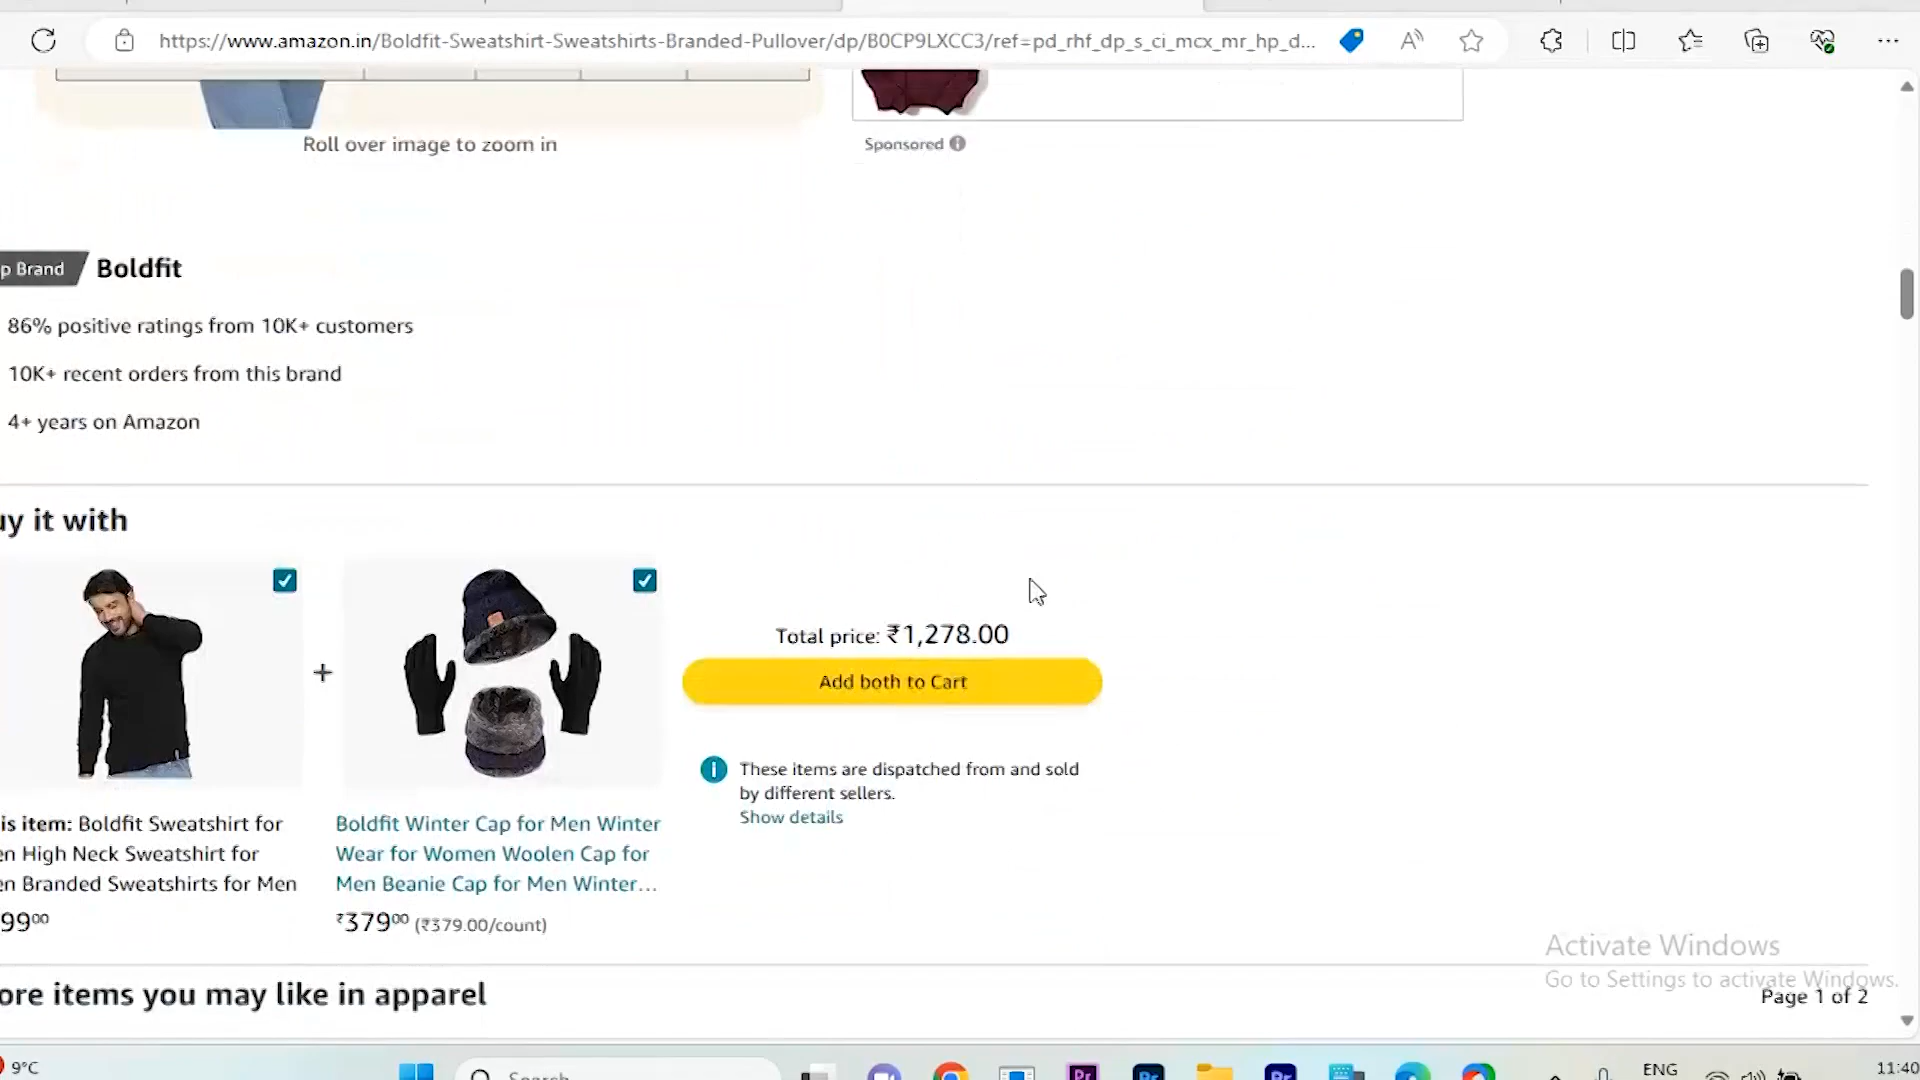 https://www.amazon.in/Boldfit-Sweatshirt-Sweatshirts-Branded-Pullover/dp/B0CP9LXCC3/ref=pd_rhf_dp_s_ci_mcx_mr_hp_d...
Roll over image to zoom in
Sponsored
p Brand
Boldfit
86% positive ratings from 10K+ customers
10K+ recent orders from this brand
4+ years on Amazon
uy it with
+
Total price: ₹1,278.00
Add both to Cart
These items are dispatched from and sold
by different sellers.
Show details
is item: Boldfit Sweatshirt for
en High Neck Sweatshirt for
en Branded Sweatshirts for Men
9900
Boldfit Winter Cap for Men Winter
Wear for Women Woolen Cap for
Men Beanie Cap for Men Winter...
₹37900 (₹379.00/count)
Activate Windows
Go to Settings to activate Windows.
ore items you may like in apparel
Page 1 of 2
9°C
Search
Pr
ENG
11:40